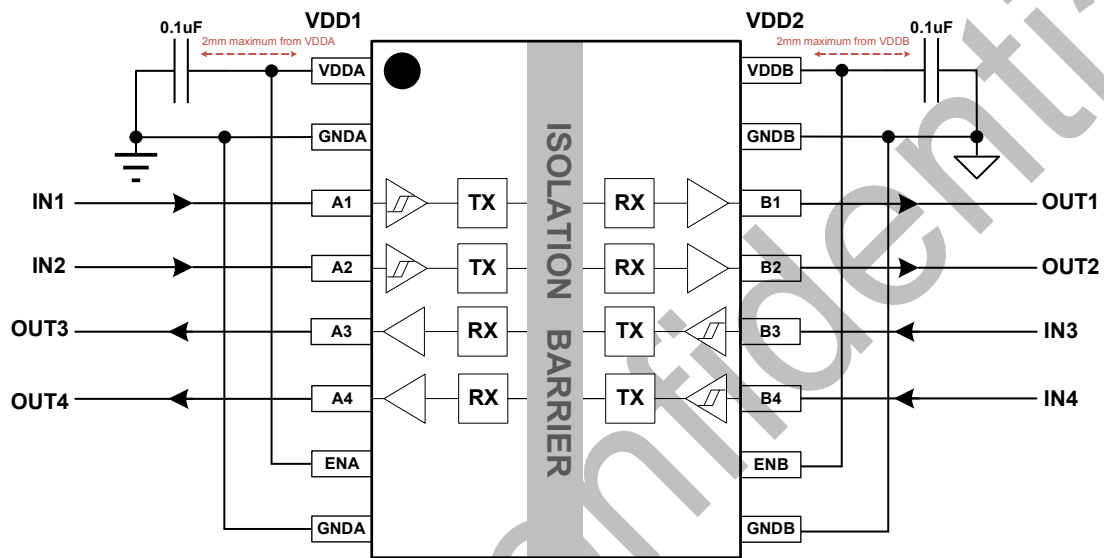 VDD1 VDD2
0.1uF 2mm maximum from VDDA 2mm maximum from VDDB 0.1uF
VDDA VDDB
GNDA GNDB
IN1 A1 TX RX B1 OUT1
IN2 A2 TX RX B2 OUT2
OUT3 A3 RX TX B3 IN3
OUT4 A4 RX TX B4 IN4
ENA ENB
GNDA GNDB
ISOLATION BARRIER
onfidenti